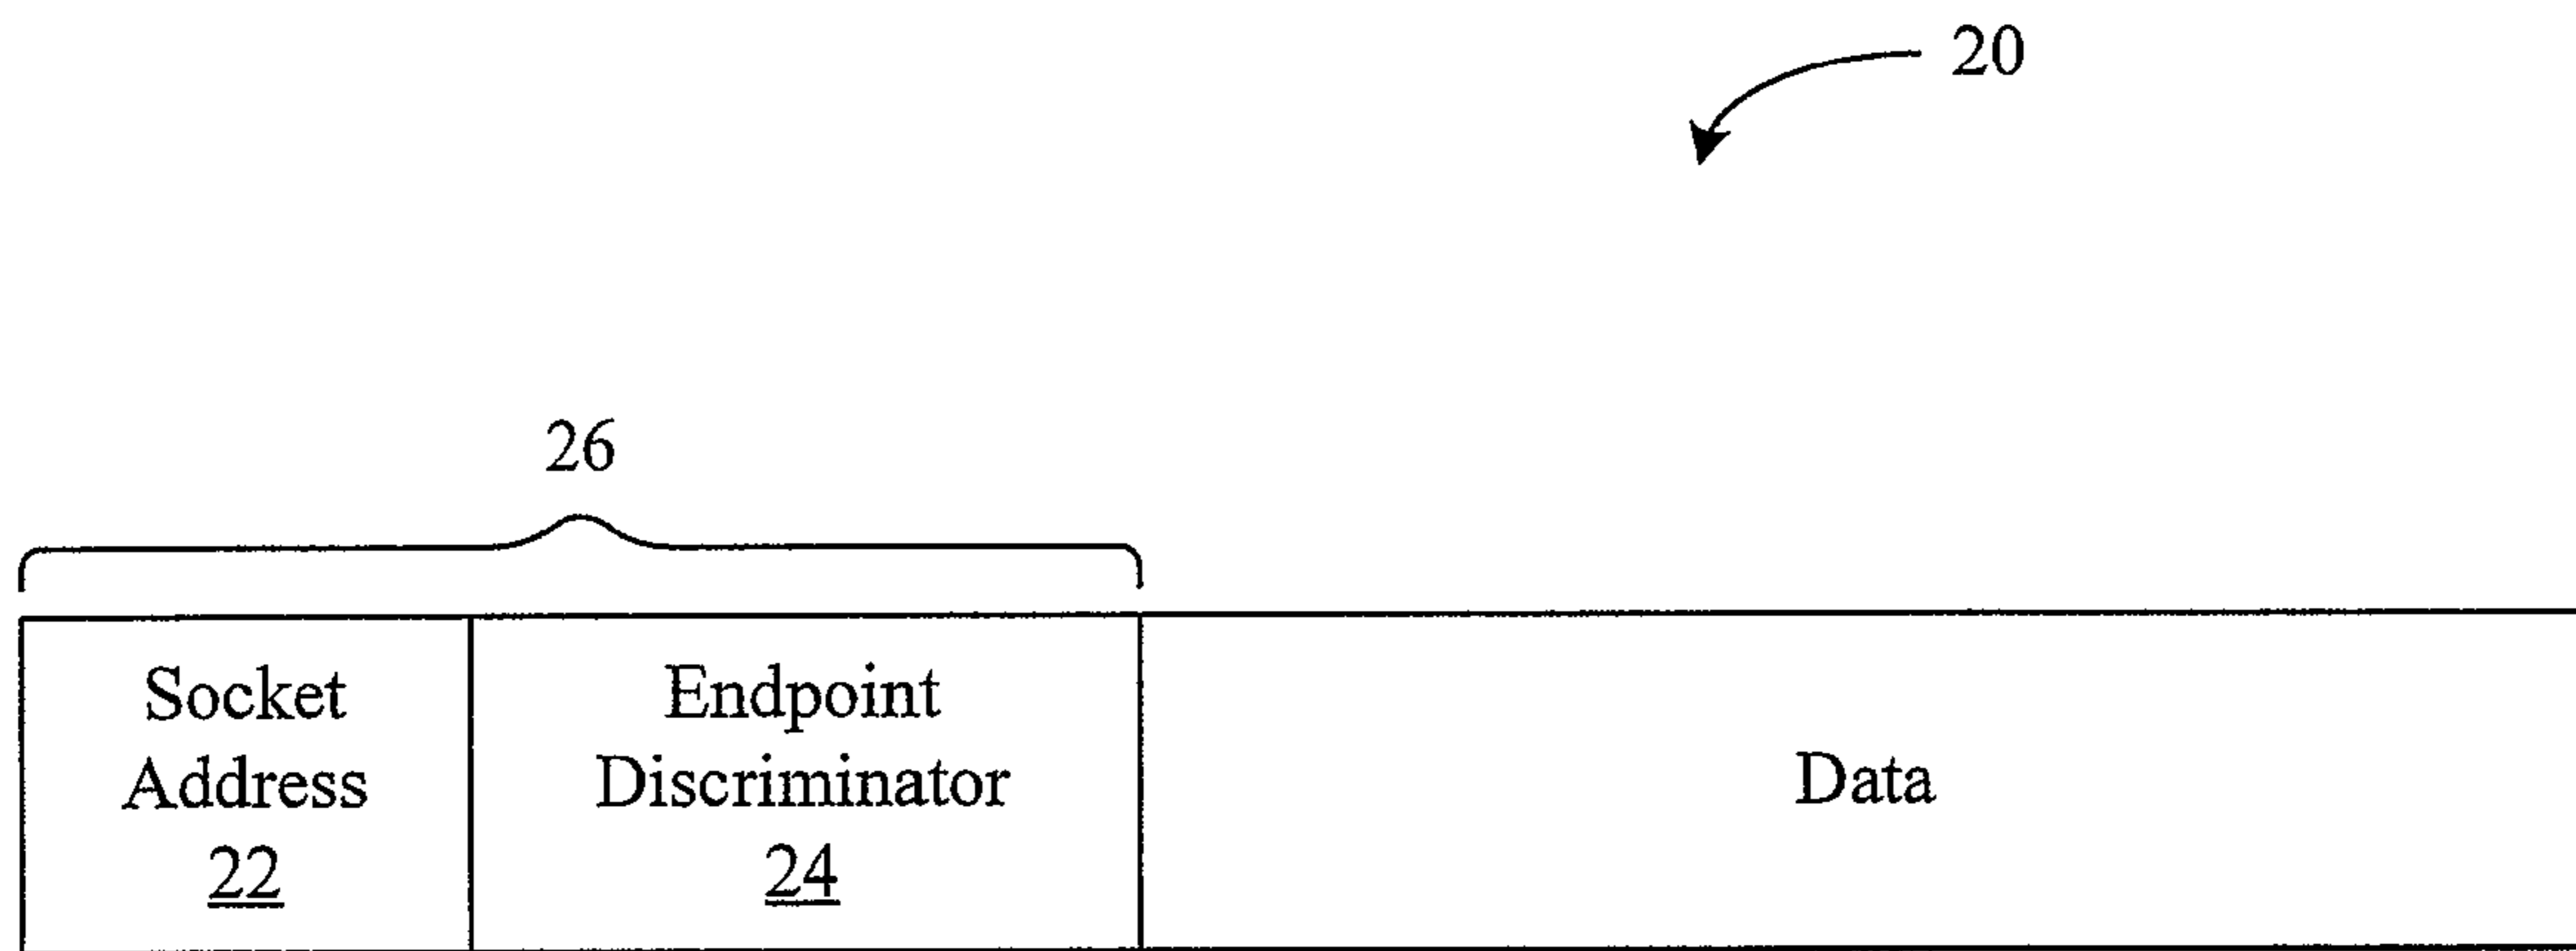 20
26
Socket
Address
22
Endpoint
Discriminator
24
Data